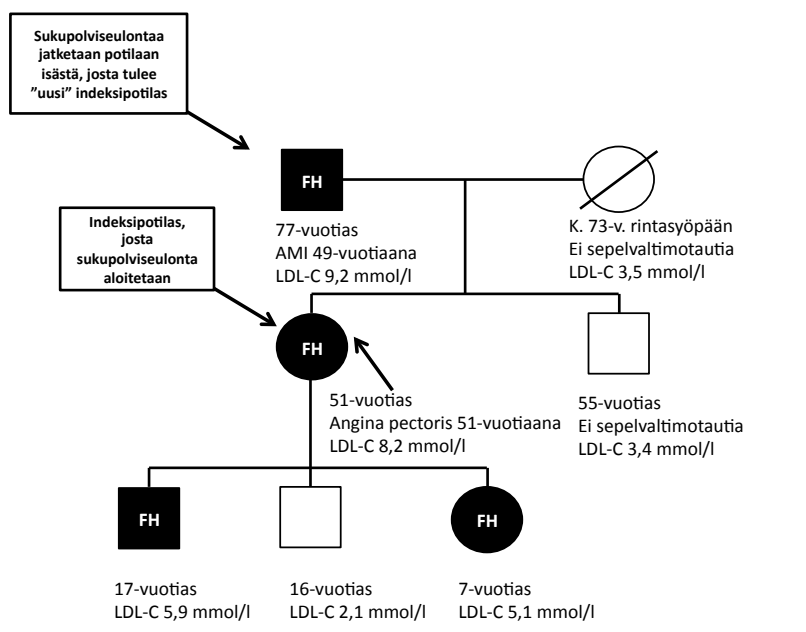 Sukupolviseulontaa
jatketaan potilaan
isästä, josta tulee
”uusi” indeksipotilas
FH
77-vuotias
AMI 49-vuotiaana
LDL-C 9,2 mmol/l
K. 73-v. rintasyöpään
Ei sepelvaltimotautia
LDL-C 3,5 mmol/l
Indeksipotilas,
josta
sukupolviseulonta
aloitetaan
FH
51-vuotias
Angina pectoris 51-vuotiaana
LDL-C 8,2 mmol/l
55-vuotias
Ei sepelvaltimotautia
LDL-C 3,4 mmol/l
FH
FH
17-vuotias
LDL-C 5,9 mmol/l
16-vuotias
LDL-C 2,1 mmol/l
7-vuotias
LDL-C 5,1 mmol/l